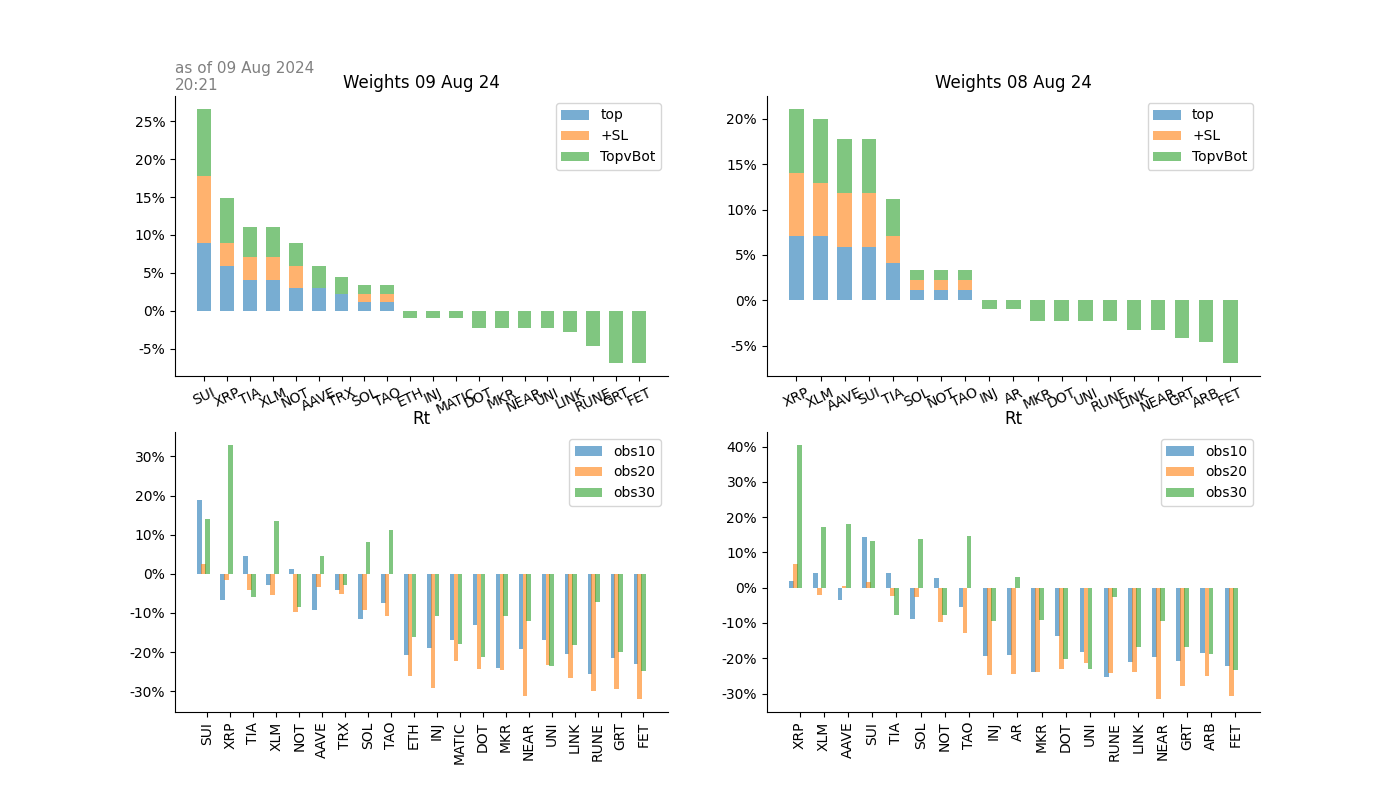 as of 09 Aug 2024
20:21
Weights 09 Aug 24
25%
20%
15%
10%
5%
0%
-5%
top
+SL
TopvBot
SUI XRP TIA XLM NOT AAVE TRX SOL TAO ETH INJ MATIC DOT MKR NEAR UNI LINK RUNE GRT FET
Weights 08 Aug 24
20%
15%
10%
5%
0%
-5%
top
+SL
TopvBot
XRP XLM AAVE SUI TIA SOL NOT TAO INJ AR MKR DOT UNI RUNE LINK NEAR GRT ARB FET
Rt
30%
20%
10%
0%
-10%
-20%
-30%
obs10
obs20
obs30
SUI XRP TIA XLM NOT AAVE TRX SOL TAO ETH INJ MATIC DOT MKR NEAR UNI LINK RUNE GRT FET
Rt
40%
30%
20%
10%
0%
-10%
-20%
-30%
obs10
obs20
obs30
XRP XLM AAVE SUI TIA SOL NOT TAO INJ AR MKR DOT UNI RUNE LINK NEAR GRT ARB FET